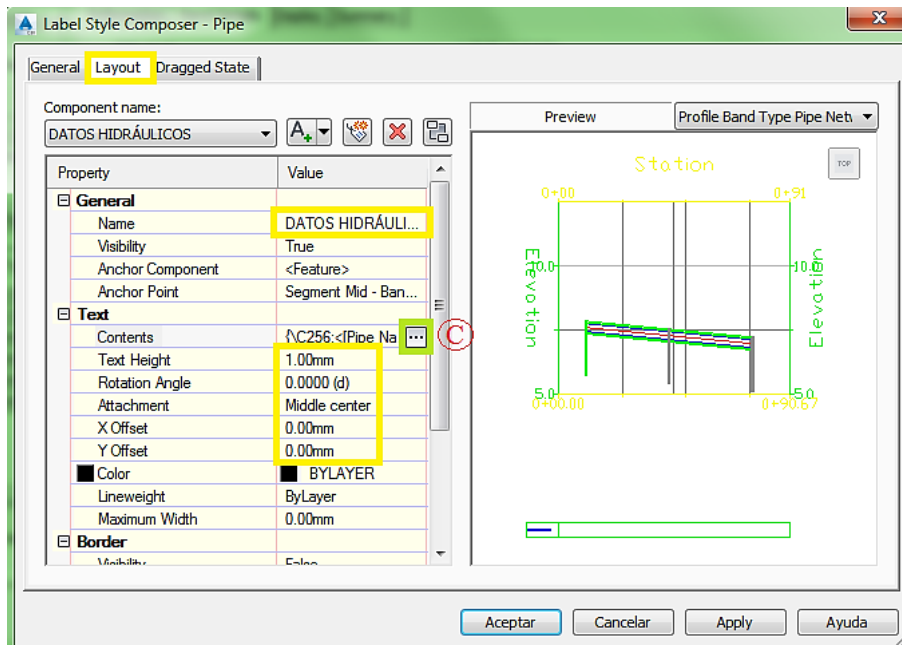 Label Style Composer - Pipe
General Layout Dragged State
Component name:
DATOS HIDRÁULICOS
Preview
Profile Band Type Pipe Netv
Property Value
General
Name DATOS HIDRÁULI...
Visibility True
Anchor Component <Feature>
Anchor Point Segment Mid - Ban...
Text
Contents {\C256;<[Pipe Na ... C
Text Height 1.00mm
Rotation Angle 0.0000 (d)
Attachment Middle center
X Offset 0.00mm
Y Offset 0.00mm
Color BYLAYER
Lineweight ByLayer
Maximum Width 0.00mm
Border
Visibility False
Station
TOP
0+00 0+91
Elevation
10.0 10.0
Elevation
5.0 5.0
0+00.00 0+90.67
Aceptar Cancelar Apply Ayuda